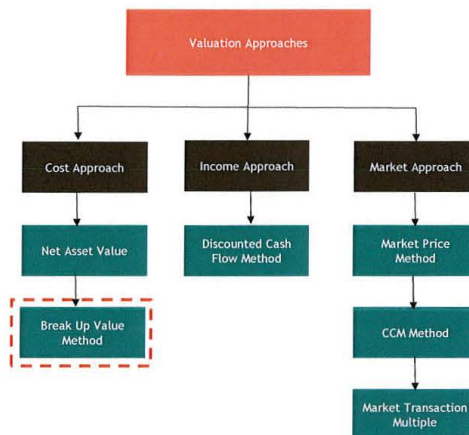 Valuation Approaches
Cost Approach
Income Approach
Market Approach
Net Asset Value
Discounted Cash
Flow Method
Market Price
Method
Break Up Value
Method
CCM Method
Market Transaction
Multiple